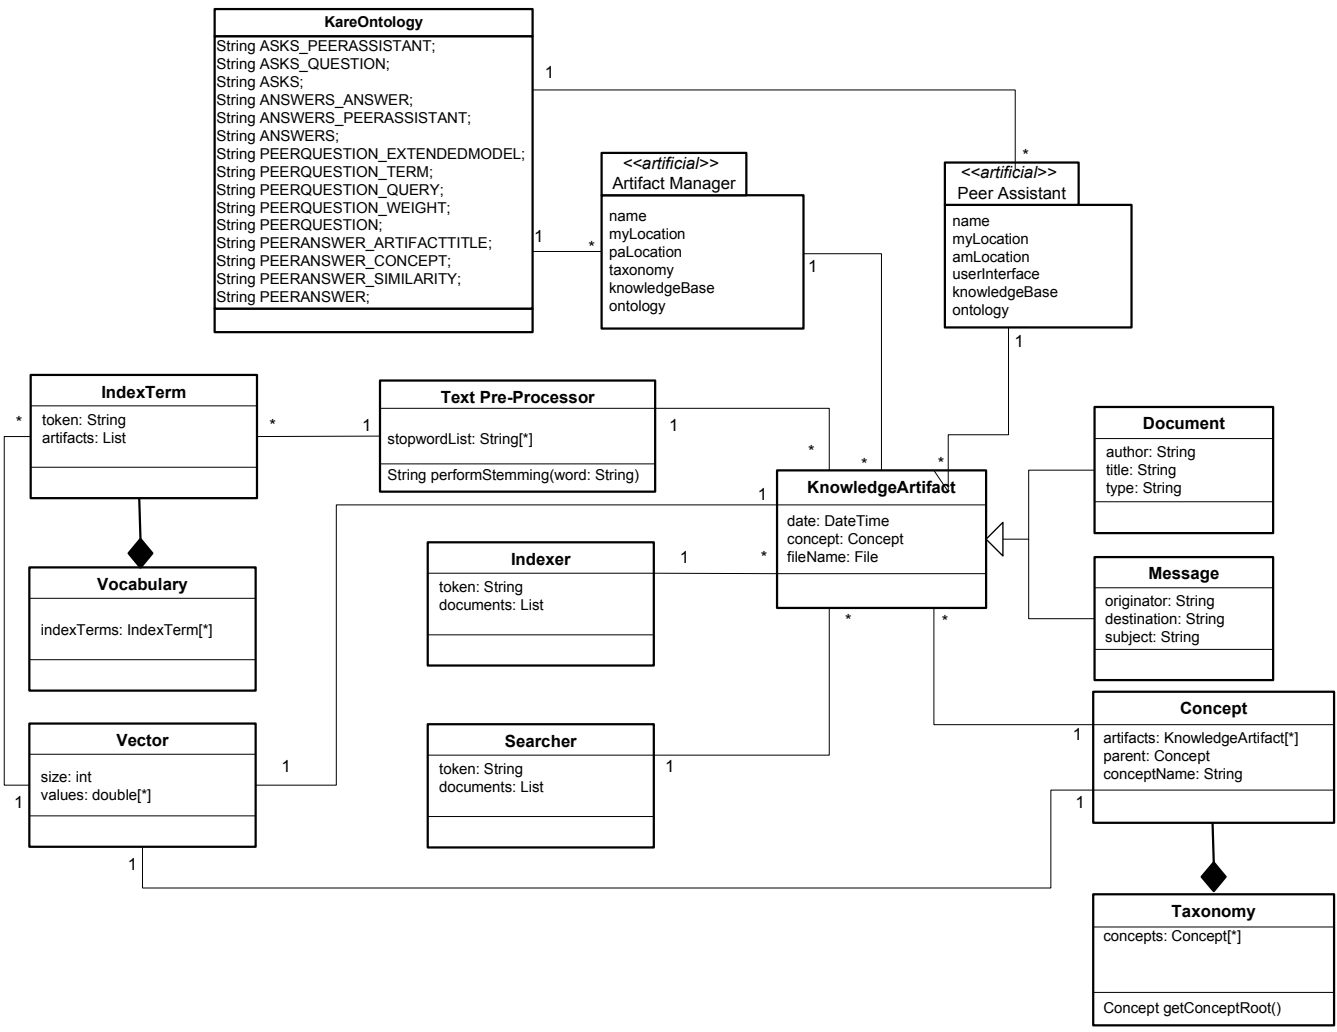 KareOntology
String ASKS_PEERASSISTANT;
String ASKS_QUESTION;
String ASKS;
String ANSWERS_ANSWER;
String ANSWERS_PEERASSISTANT;
String ANSWERS;
String PEERQUESTION_EXTENDEDMODEL;
String PEERQUESTION_TERM;
String PEERQUESTION_QUERY;
String PEERQUESTION_WEIGHT;
String PEERQUESTION;
String PEERANSWER_ARTIFACTTITLE;
String PEERANSWER_CONCEPT;
String PEERANSWER_SIMILARITY;
String PEERANSWER;
1
*
1
*
<<artificial>>
Artifact Manager
name
myLocation
paLocation
taxonomy
knowledgeBase
ontology
1
<<artificial>>
Peer Assistant
name
myLocation
amLocation
userInterface
knowledgeBase
ontology
1
IndexTerm
token: String
artifacts: List
*
*
1
Text Pre-Processor
stopwordList: String[*]
String performStemming(word: String)
1
*
*
*
KnowledgeArtifact
date: DateTime
concept: Concept
fileName: File
1
*
*
*
Document
author: String
title: String
type: String
Message
originator: String
destination: String
subject: String
Vocabulary
indexTerms: IndexTerm[*]
Indexer
token: String
documents: List
1
Vector
size: int
values: double[*]
1
1
1
Searcher
token: String
documents: List
1
Concept
artifacts: KnowledgeArtifact[*]
parent: Concept
conceptName: String
1
1
Taxonomy
concepts: Concept[*]
Concept getConceptRoot()